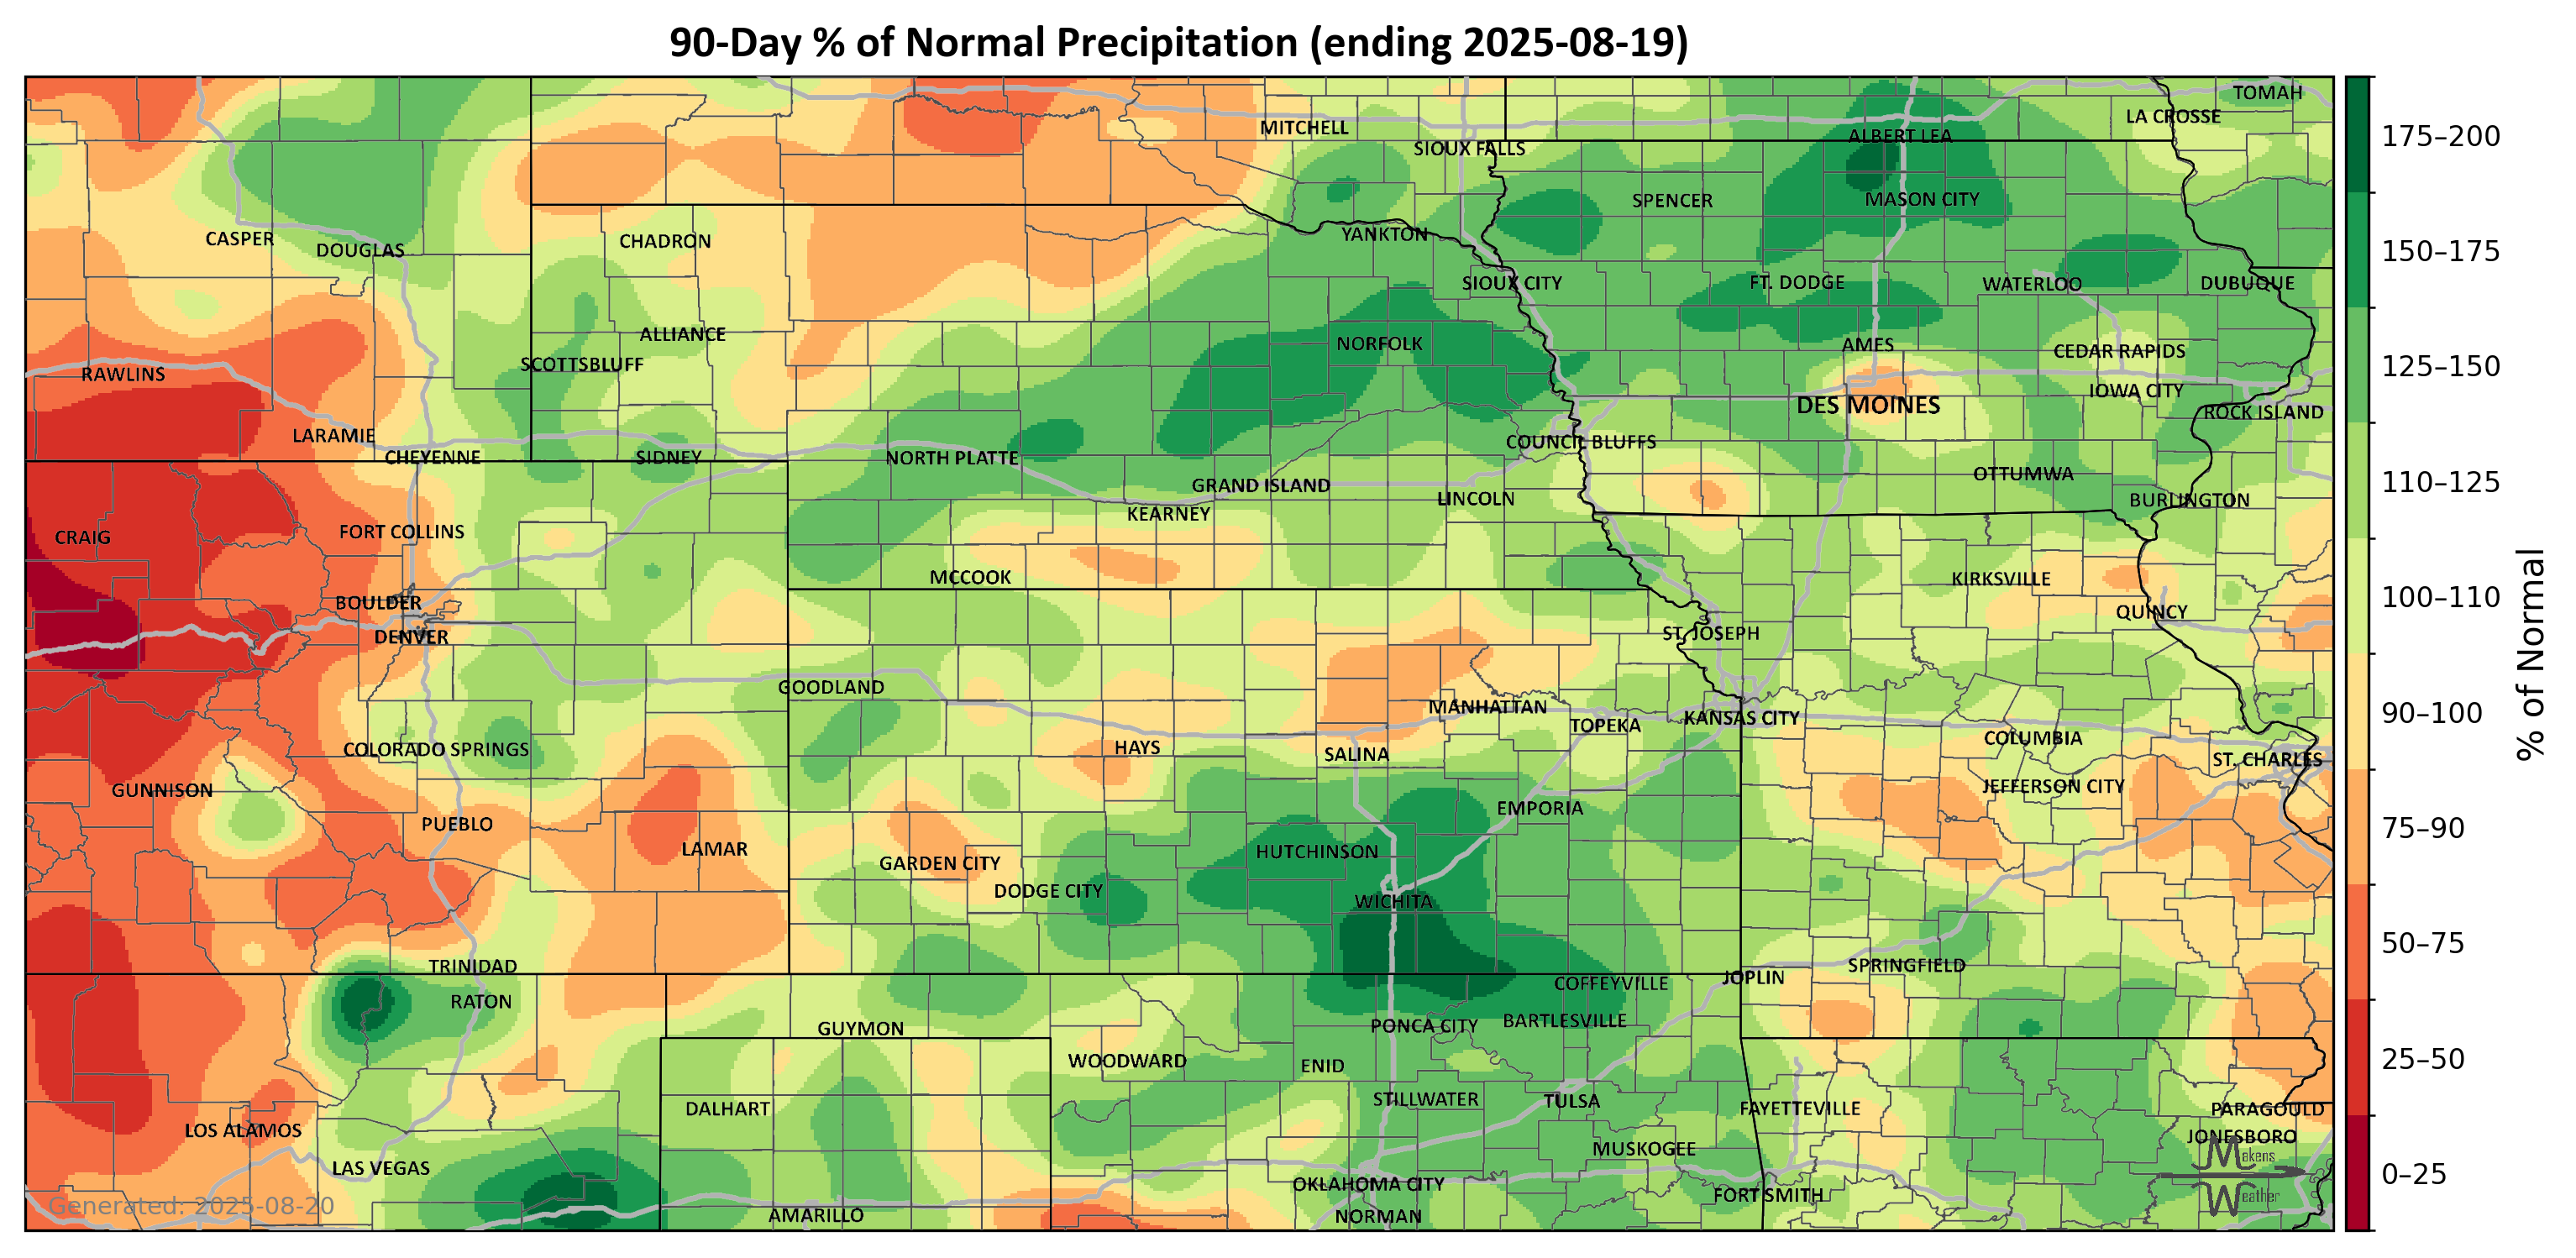 90-Day % of Normal Precipitation (ending 2025-08-19)
TOMAH
LA CROSSE
MITCHELL
ALBERT LEA
SIOUX FALLS
SPENCER
MASON CITY
CASPER
DOUGLAS
CHADRON
YANKTON
SIOUX CITY
FT. DODGE
WATERLOO
DUBUQUE
ALLIANCE
NORFOLK
AMES
CEDAR RAPIDS
SCOTTSBLUFF
RAWLINS
IOWA CITY
DES MOINES
ROCK ISLAND
LARAMIE
COUNCIL BLUFFS
CHEYENNE
SIDNEY
NORTH PLATTE
OTTUMWA
GRAND ISLAND
LINCOLN
BURLINGTON
KEARNEY
CRAIG
FORT COLLINS
MCCOOK
KIRKSVILLE
BOULDER
QUINCY
DENVER
ST. JOSEPH
GOODLAND
MANHATTAN
KANSAS CITY
TOPEKA
COLUMBIA
COLORADO SPRINGS
HAYS
SALINA
ST. CHARLES
GUNNISON
JEFFERSON CITY
EMPORIA
PUEBLO
LAMAR
HUTCHINSON
GARDEN CITY
DODGE CITY
WICHITA
TRINIDAD
SPRINGFIELD
JOPLIN
COFFEYVILLE
RATON
GUYMON
PONCA CITY
BARTLESVILLE
WOODWARD
ENID
DALHART
STILLWATER
TULSA
FAYETTEVILLE
PARAGOULD
LOS ALAMOS
JONESBORO
MUSKOGEE
LAS VEGAS
OKLAHOMA CITY
FORT SMITH
AMARILLO
NORMAN
Generated: 2025-08-20
Makens
Weather
175–200
150–175
125–150
110–125
100–110
90–100
75–90
50–75
25–50
0–25
% of Normal